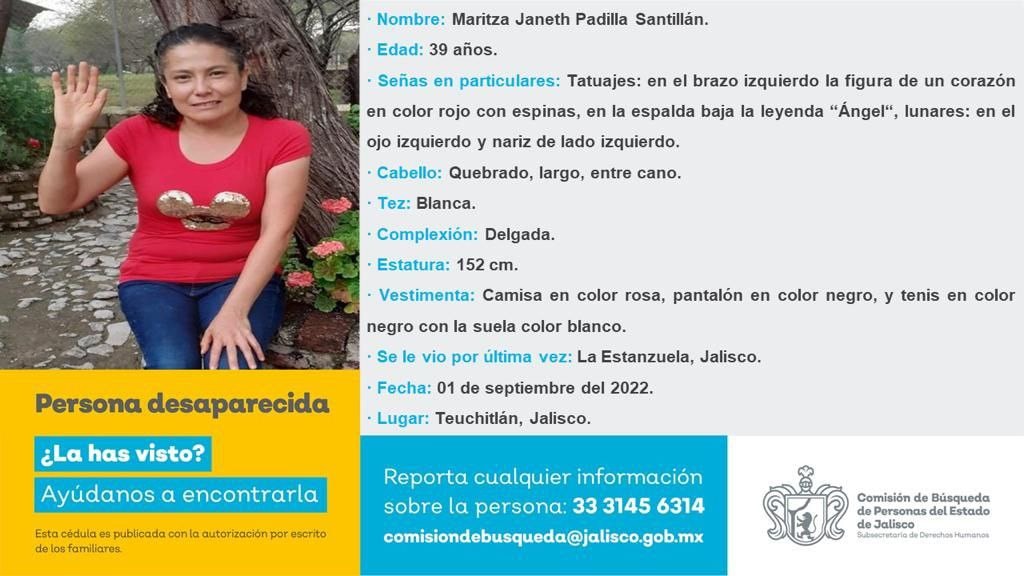 · Nombre: Maritza Janeth Padilla Santillán.
· Edad: 39 años.
· Señas en particulares: Tatuajes: en el brazo izquierdo la figura de un corazón
en color rojo con espinas, en la espalda baja la leyenda “Ángel“, lunares: en el
ojo izquierdo y nariz de lado izquierdo.
· Cabello: Quebrado, largo, entre cano.
· Tez: Blanca.
· Complexión: Delgada.
· Estatura: 152 cm.
· Vestimenta: Camisa en color rosa, pantalón en color negro, y tenis en color
negro con la suela color blanco.
· Se le vio por última vez: La Estanzuela, Jalisco.
· Fecha: 01 de septiembre del 2022.
· Lugar: Teuchitlán, Jalisco.
Persona desaparecida
¿La has visto?
Ayúdanos a encontrarla
Esta cédula es publicada con la autorización por escrito
de los familiares.
Reporta cualquier información
sobre la persona: 33 3145 6314
comisiondebusqueda@jalisco.gob.mx
Comisión de Búsqueda
de Personas del Estado
de Jalisco
Subsecretaría de Derechos Humanos